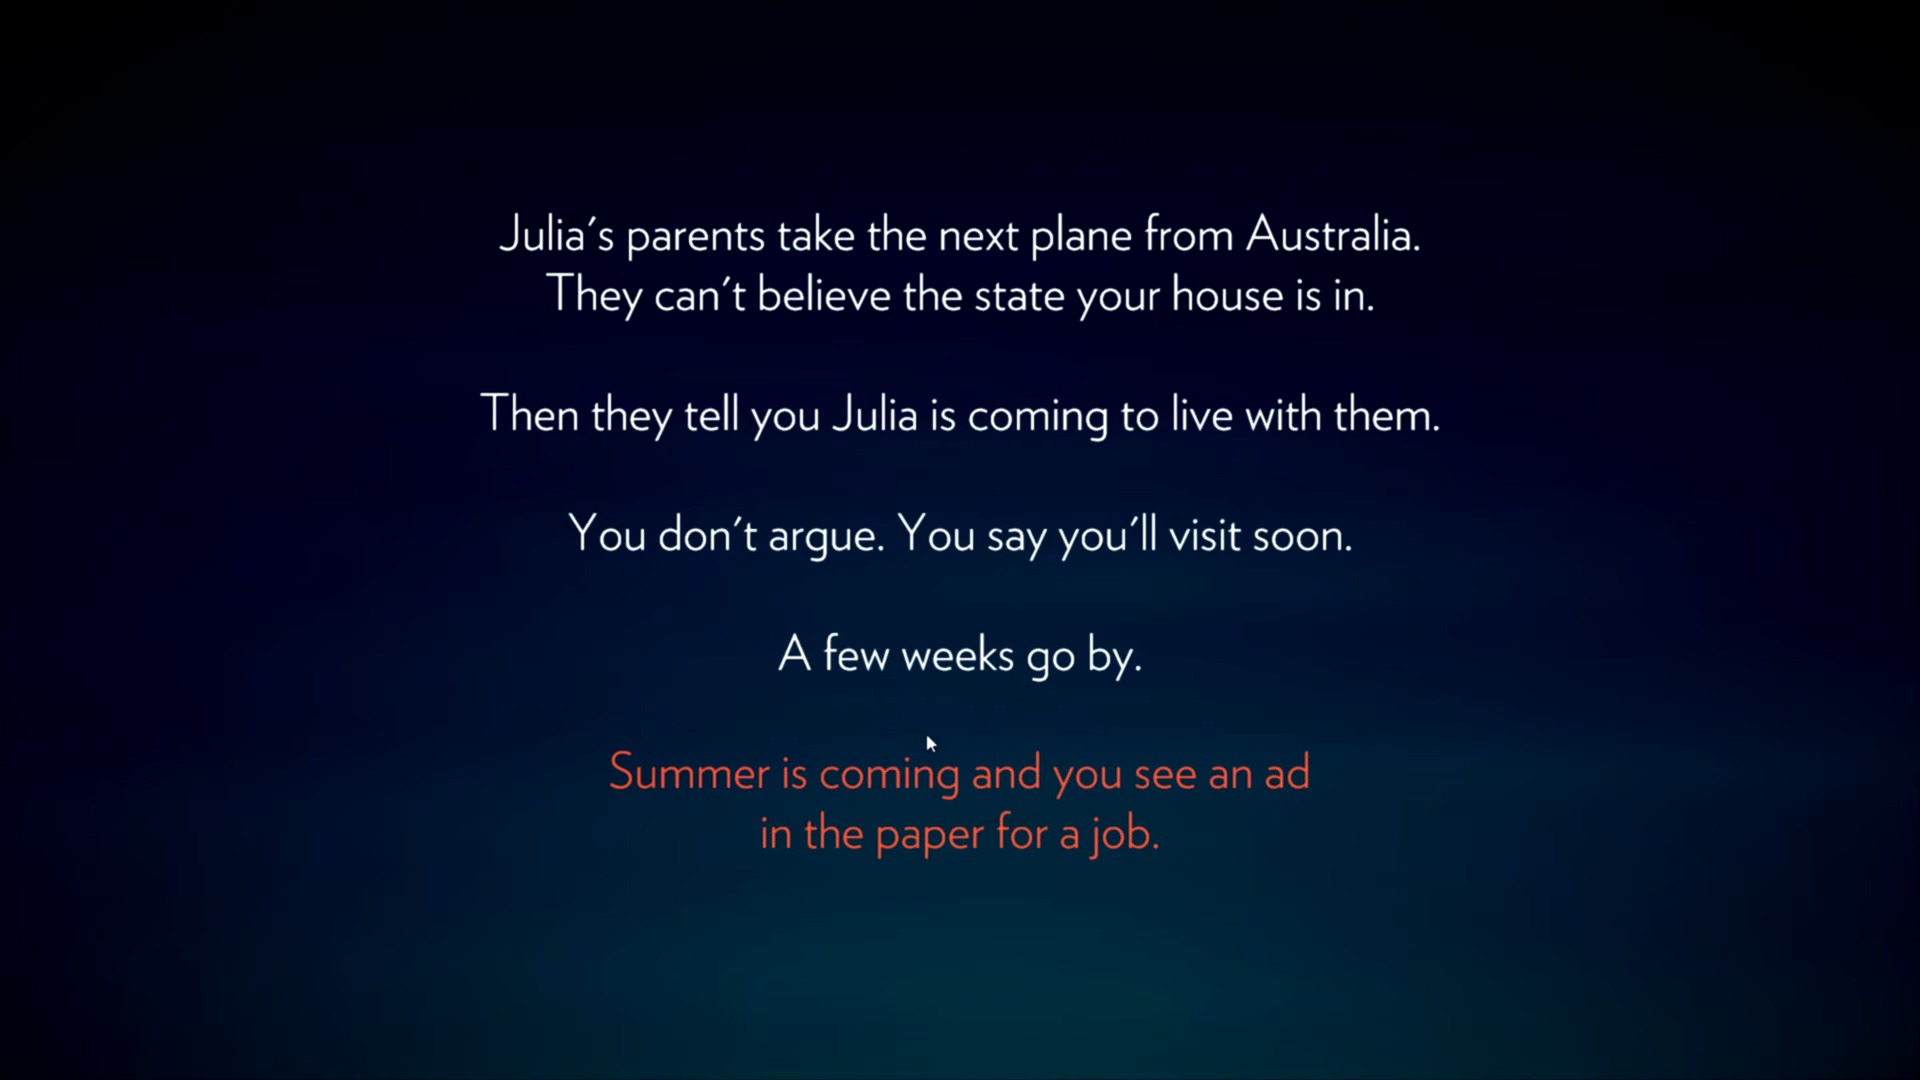 Julia's parents take the next plane from Australia.
They can't believe the state your house is in.
Then they tell you Julia is coming to live with them.
You don't argue. You say you'll visit soon.
A few weeks go by.
Summer is coming and you see an ad
in the paper for a job.